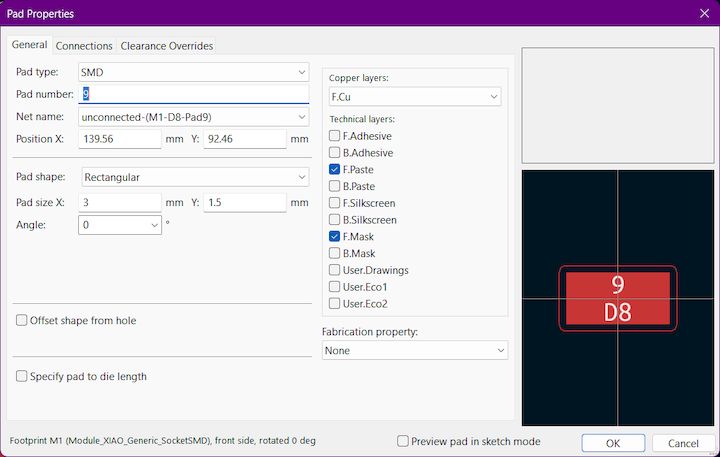 Pad Properties
General Connections Clearance Overrides
Pad type: SMD
Pad number: 9
Net name: unconnected-(M1-D8-Pad9)
Position X: 139.56 mm Y: 92.46 mm
Pad shape: Rectangular
Pad size X: 3 mm Y: 1.5 mm
Angle: 0 °
Offset shape from hole
Specify pad to die length
Copper layers:
F.Cu
Technical layers:
F.Adhesive
B.Adhesive
F.Paste
B.Paste
F.Silkscreen
B.Silkscreen
F.Mask
B.Mask
User.Drawings
User.Eco1
User.Eco2
Fabrication property:
None
9
D8
Footprint M1 (Module_XIAO_Generic_SocketSMD), front side, rotated 0 deg
Preview pad in sketch mode
OK
Cancel